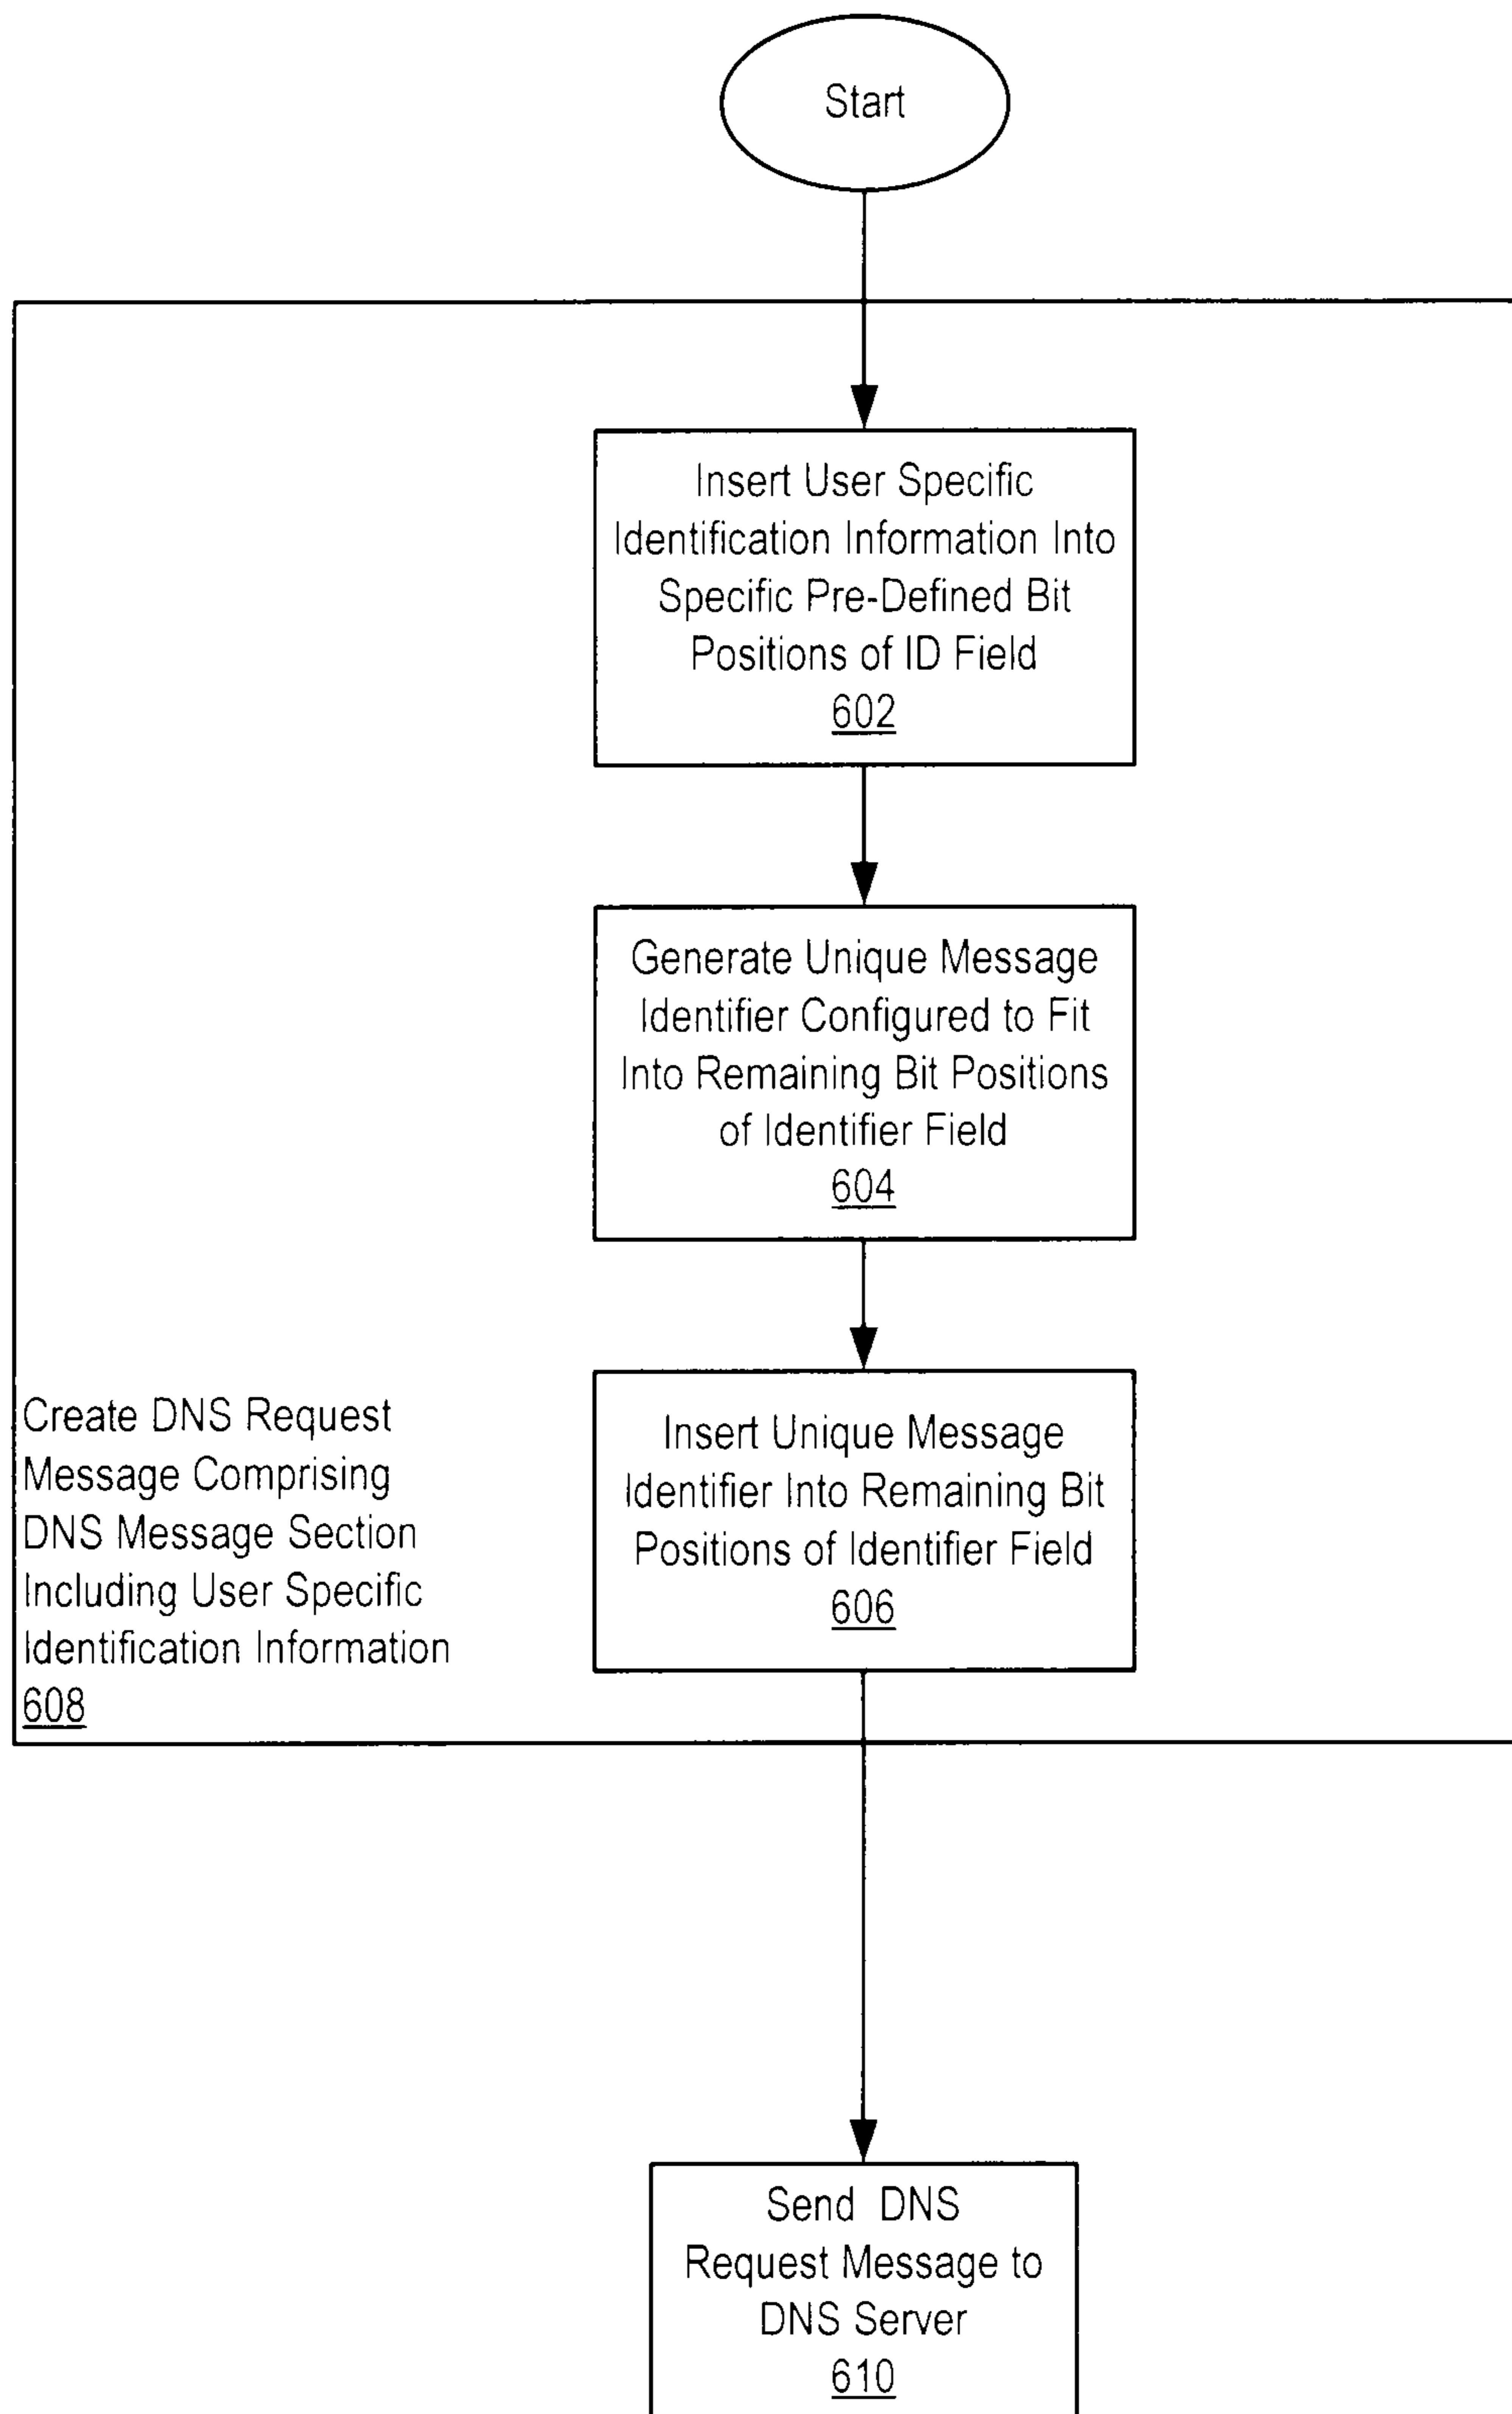 Start
Insert User Specific
Identification Information Into
Specific Pre-Defined Bit
Positions of ID Field
602
Generate Unique Message
Identifier Configured to Fit
Into Remaining Bit Positions
of Identifier Field
604
Insert Unique Message
Identifier Into Remaining Bit
Positions of Identifier Field
606
Create DNS Request
Message Comprising
DNS Message Section
Including User Specific
Identification Information
608
Send DNS
Request Message to
DNS Server
610